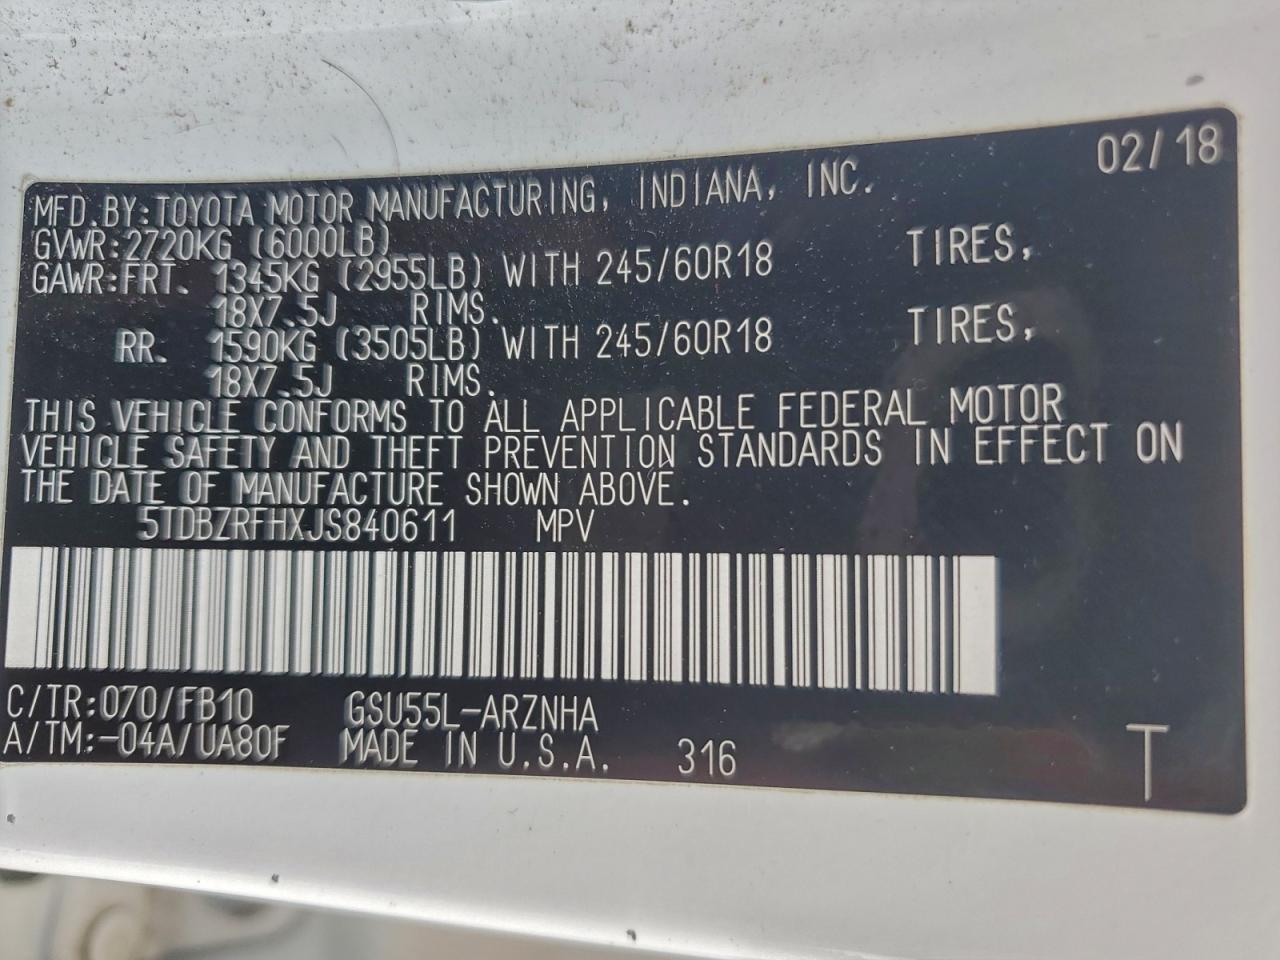 02/18
MFD.BY:TOYOTA MOTOR MANUFACTURING, INDIANA, INC.
GVWR:2720KG (6000LB)
GAWR:FRT. 1345KG (2955LB) WITH 245/60R18 TIRES,
18X7.5J RIMS.
RR. 1590KG (3505LB) WITH 245/60R18 TIRES,
18X7.5J RIMS.
THIS VEHICLE CONFORMS TO ALL APPLICABLE FEDERAL MOTOR
VEHICLE SAFETY AND THEFT PREVENTION STANDARDS IN EFFECT ON
THE DATE OF MANUFACTURE SHOWN ABOVE.
5TDBZRFHXJS840611 MPV
C/TR:070/FB10 GSU55L-ARZNHA
A/TM:-04A/UA80F MADE IN U.S.A. 316 T